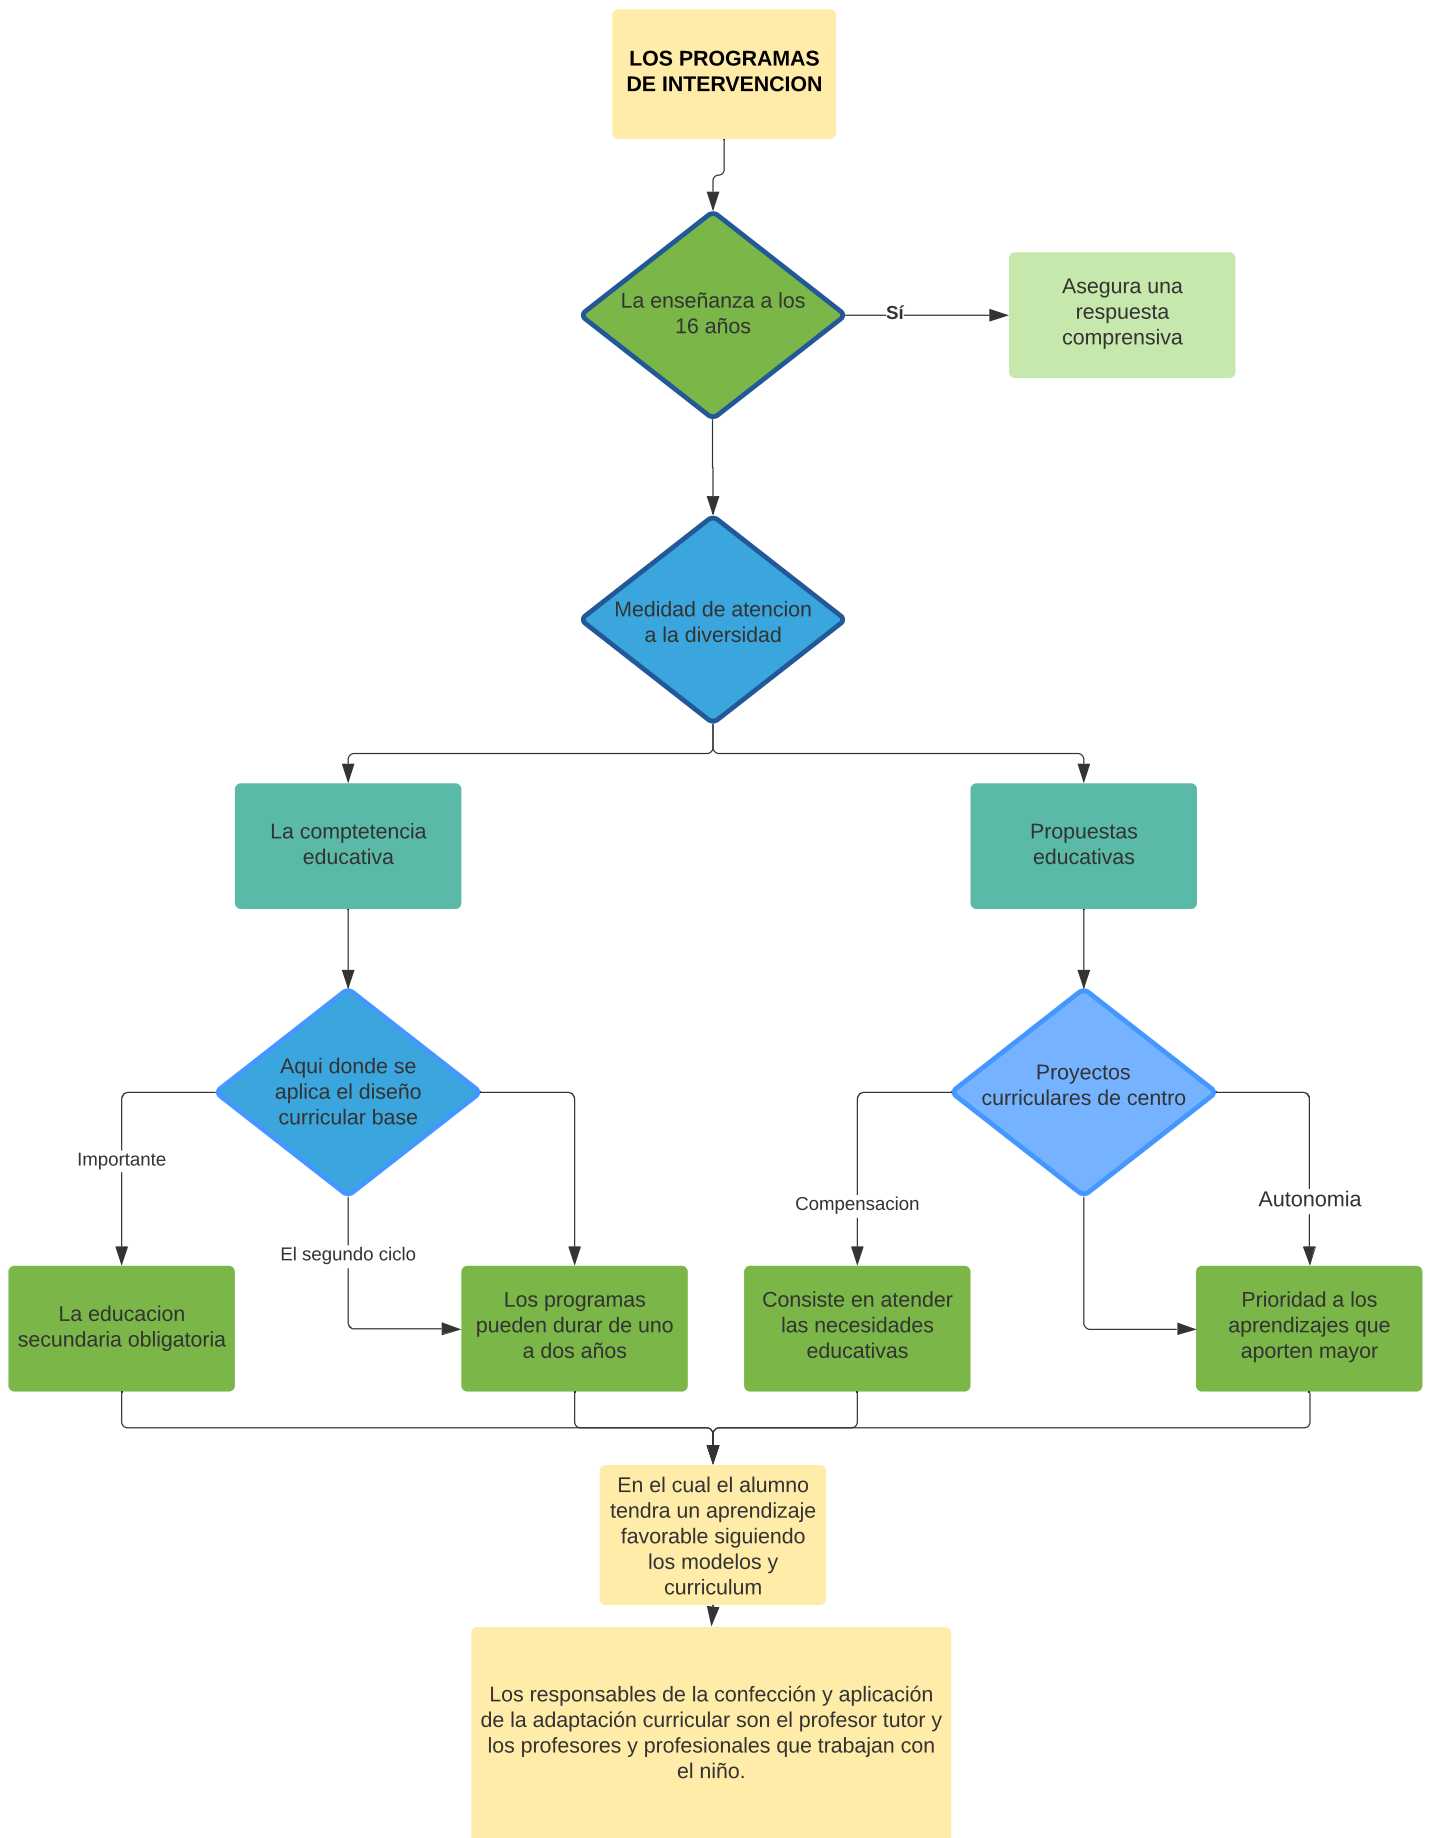 LOS PROGRAMAS
DE INTERVENCION
La enseñanza a los
16 años
Sí
Asegura una
respuesta
comprensiva
Medidad de atencion
a la diversidad
La comptetencia
educativa
Propuestas
educativas
Aqui donde se
aplica el diseño
curricular base
Proyectos
curriculares de centro
Importante
El segundo ciclo
Compensacion
Autonomia
La educacion
secundaria obligatoria
Los programas
pueden durar de uno
a dos años
Consiste en atender
las necesidades
educativas
Prioridad a los
aprendizajes que
aporten mayor
En el cual el alumno
tendra un aprendizaje
favorable siguiendo
los modelos y
curriculum
Los responsables de la confección y aplicación
de la adaptación curricular son el profesor tutor y
los profesores y profesionales que trabajan con
el niño.